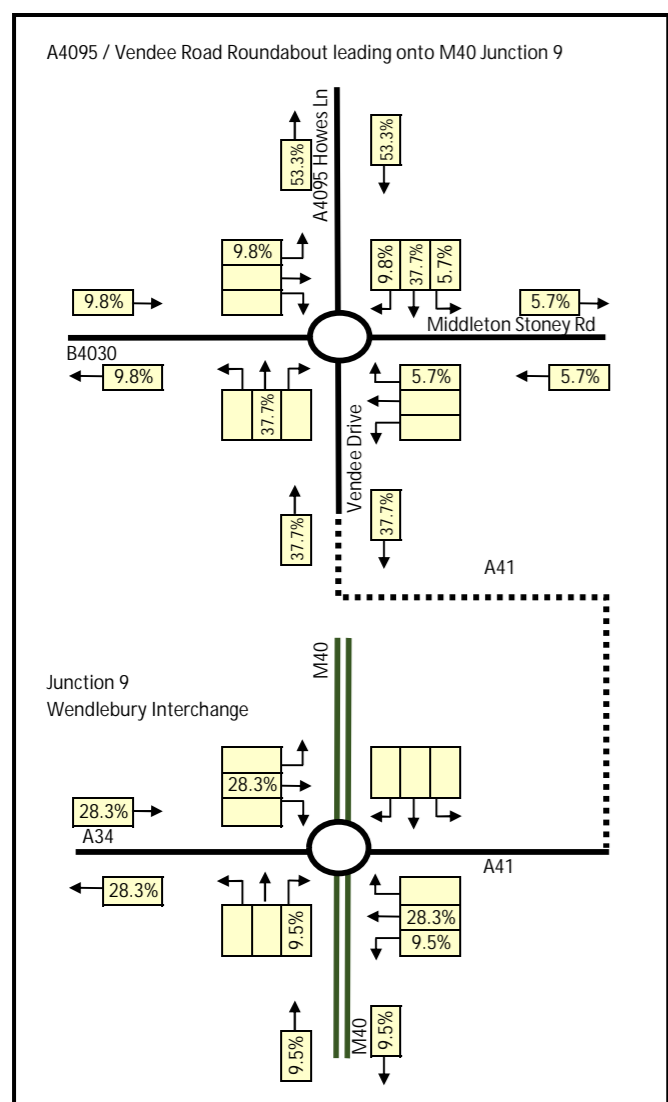 A4095 / Vendee Road Roundabout leading onto M40 Junction 9
A4095 Howes Ln
53.3%
53.3%
9.8%
9.8%
37.7%
5.7%
9.8%
5.7%
Middleton Stoney Rd
B4030
9.8%
37.7%
5.7%
5.7%
Vendee Drive
37.7%
37.7%
A41
M40
Junction 9
Wendlebury Interchange
28.3%
28.3%
A34
A41
28.3%
9.5%
28.3%
9.5%
9.5%
M40
9.5%